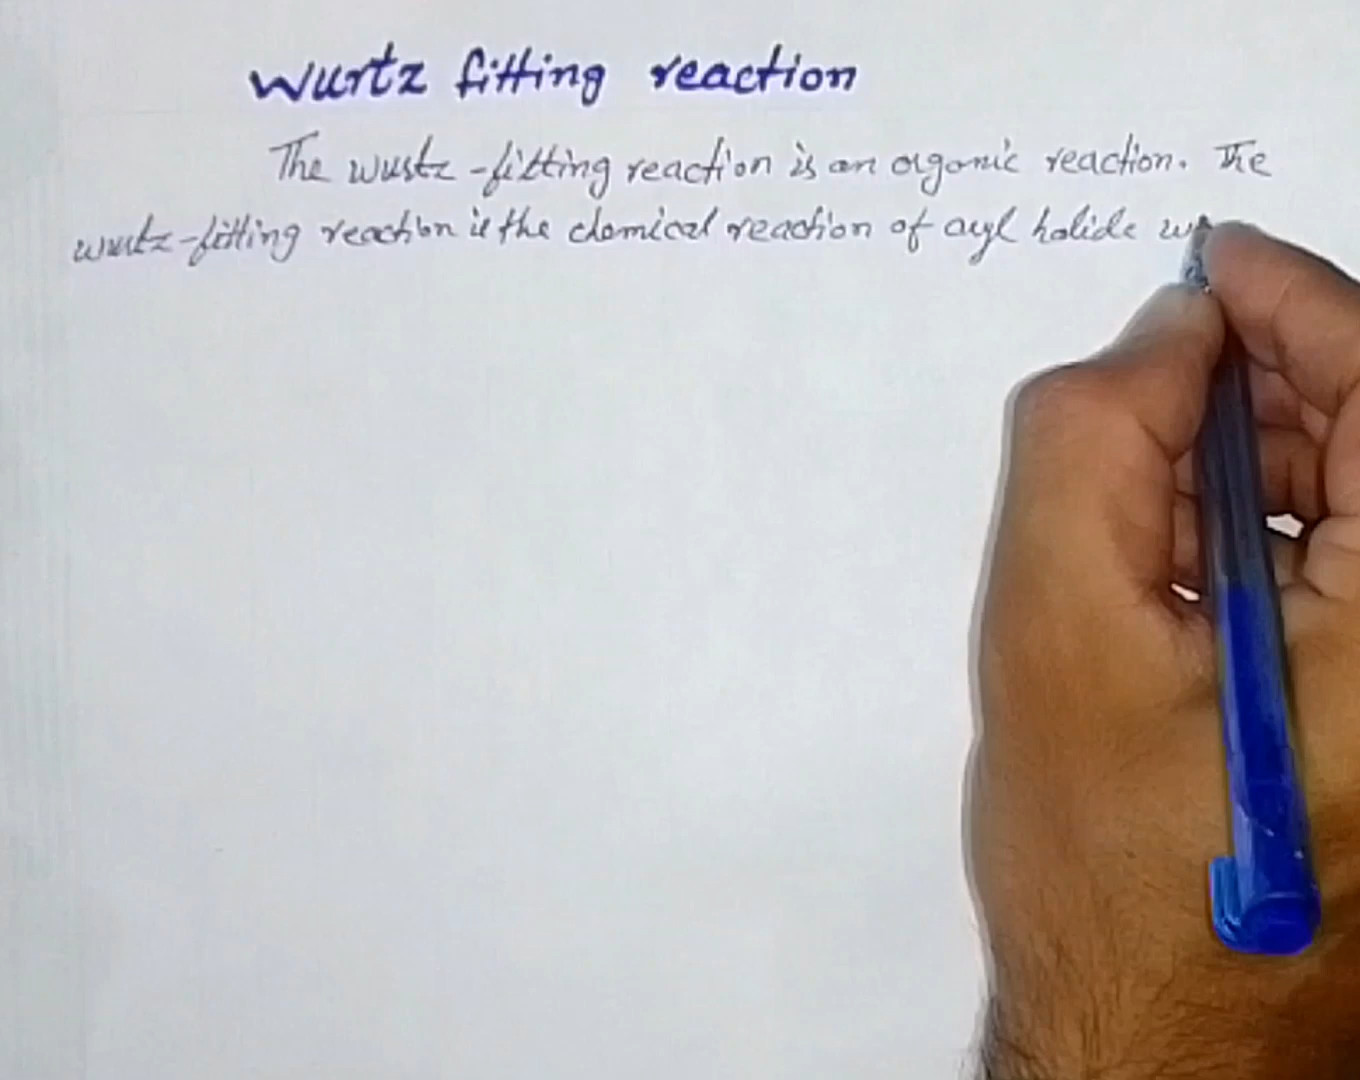 Wurtz fitting reaction
The wurtz-fitting reaction is an organic reaction. The
wurtz-fitting reaction is the chemical reaction of aryl halide